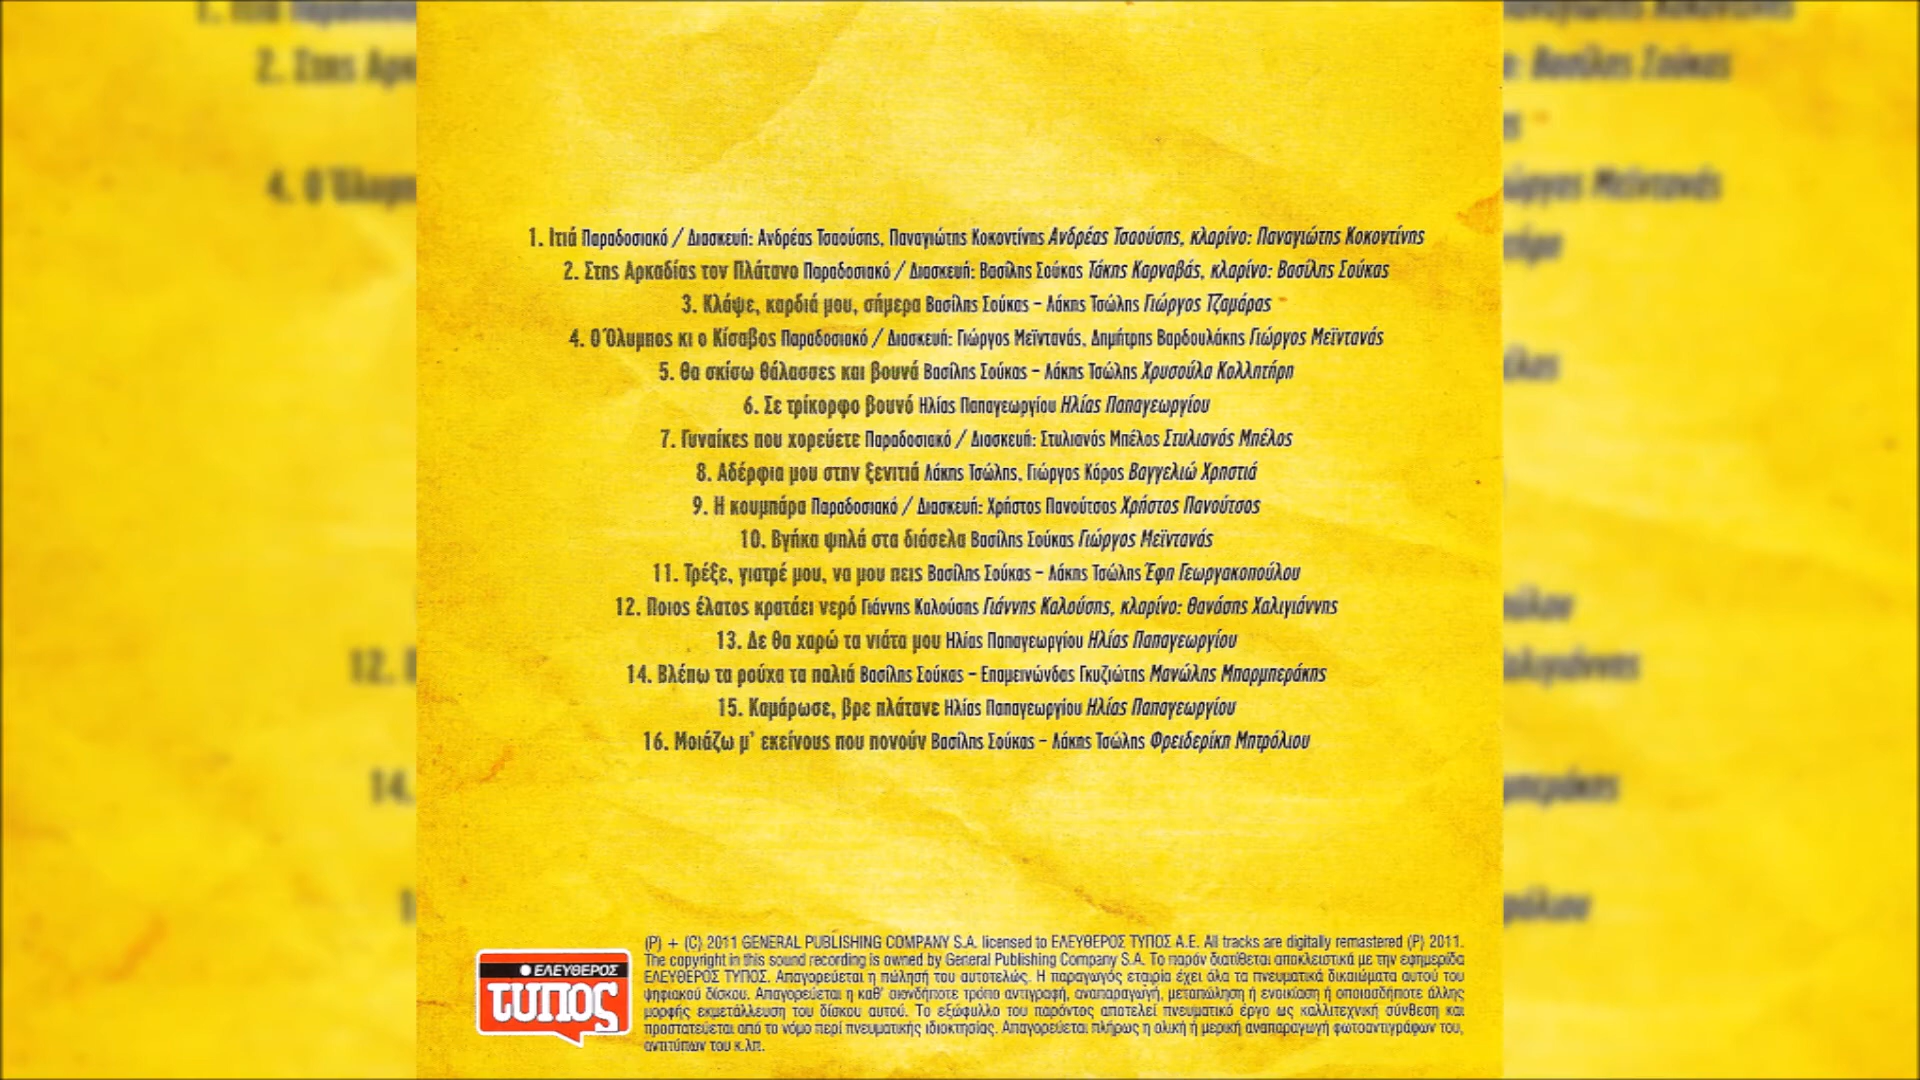 1. Ιτιά Παραδοσιακό / Διασκευή: Ανδρέας Τσαούσης, Παναγιώτης Κοκοντίνης Ανδρέας Τσαούσης, κλαρίνο: Παναγιώτης Κοκοντίνης
2. Στης Αρκαδίας τον Πλάτανο Παραδοσιακό / Διασκευή: Βασίλης Σούκας Τάκης Καρναβάς, κλαρίνο: Βασίλης Σούκας
3. Κλάψε, καρδιά μου, σήμερα Βασίλης Σούκας – Λάκης Τσώλης Γιώργος Τζαμάρας
4. Ο Όλυμπος κι ο Κίσαβος Παραδοσιακό / Διασκευή: Γιώργος Μεϊντανάς, Δημήτρης Βαρδουλάκης Γιώργος Μεϊντανάς
5. Θα σκίσω θάλασσες και βουνά Βασίλης Σούκας – Λάκης Τσώλης Χρυσούλα Κολλητήρη
6. Σε τρίκορφο βουνό Ηλίας Παπαγεωργίου Ηλίας Παπαγεωργίου
7. Γυναίκες που χορεύετε Παραδοσιακό / Διασκευή: Στυλιανός Μπέλος Στυλιανός Μπέλος
8. Αδέρφια μου στην ξενιτιά Λάκης Τσώλης, Γιώργος Κόρος Βαγγελιώ Χρηστιά
9. Η κουμπάρα Παραδοσιακό / Διασκευή: Χρήστος Πανούτσος Χρήστος Πανούτσος
10. Βγήκα ψηλά στα διάσελα Βασίλης Σούκας Γιώργος Μεϊντανάς
11. Τρέξε, γιατρέ μου, να μου πεις Βασίλης Σούκας – Λάκης Τσώλης Έφη Γεωργακοπούλου
12. Ποιος έλατος κρατάει νερό Γιάννης Καλούσης Γιάννης Καλούσης, κλαρίνο: Θανάσης Χαλιγιάννης
13. Δε θα χαρώ τα νιάτα μου Ηλίας Παπαγεωργίου Ηλίας Παπαγεωργίου
14. Βλέπω τα ρούχα τα παλιά Βασίλης Σούκας – Επαμεινώνδας Γκυζιώτης Μανώλης Μπαρμπεράκης
15. Καμάρωσε, βρε πλάτανε Ηλίας Παπαγεωργίου Ηλίας Παπαγεωργίου
16. Μοιάζω μ' εκείνους που πονούν Βασίλης Σούκας – Λάκης Τσώλης Φρειδερίκη Μητρόλιου
(P) + (C) 2011 GENERAL PUBLISHING COMPANY S.A. licensed to ΕΛΕΥΘΕΡΟΣ ΤΥΠΟΣ Α.Ε. All tracks are digitally remastered (P) 2011.
The copyright in this sound recording is owned by General Publishing Company S.A. Το παρόν διατίθεται αποκλειστικά με την εφημερίδα
ΕΛΕΥΘΕΡΟΣ ΤΥΠΟΣ. Απαγορεύεται η πώλησή του αυτοτελώς. Η παραγωγός εταιρία έχει όλα τα πνευματικά δικαιώματα αυτού του
ψηφιακού δίσκου. Απαγορεύεται η καθ' οιονδήποτε τρόπο αντιγραφή, αναπαραγωγή, μεταπώληση ή ενοικίαση ή οποιασδήποτε άλλης
μορφής εκμετάλλευση του δίσκου αυτού. Το εξώφυλλο του παρόντος αποτελεί πνευματικό έργο ως καλλιτεχνική σύνθεση και
προστατεύεται από το νόμο περί πνευματικής ιδιοκτησίας. Απαγορεύεται πλήρως η ολική ή μερική αναπαραγωγή φωτοαντιγράφων του,
αντιτύπων του κ.λπ.
ΕΛΕΥΘΕΡΟΣ
τυπος